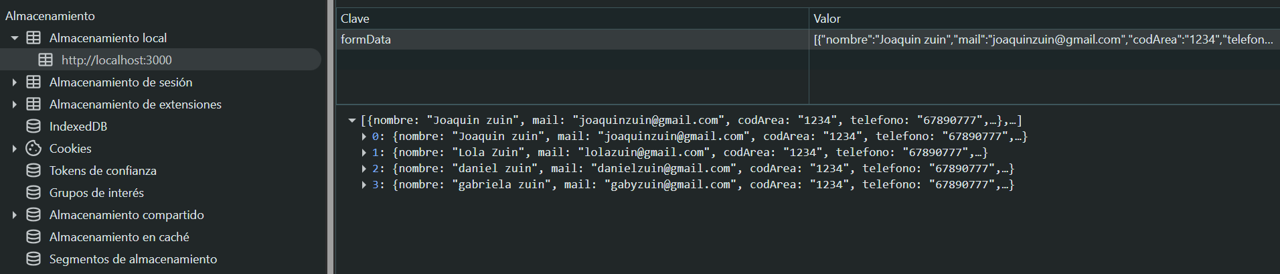 Almacenamiento
Almacenamiento local
http://localhost:3000
Almacenamiento de sesión
Almacenamiento de extensiones
IndexedDB
Cookies
Tokens de confianza
Grupos de interés
Almacenamiento compartido
Almacenamiento en caché
Segmentos de almacenamiento
Clave Valor
formData [{"nombre":"Joaquin zuin","mail":"joaquinzuin@gmail.com","codArea":"1234","telefon...
[{nombre: "Joaquin zuin", mail: "joaquinzuin@gmail.com", codArea: "1234", telefono: "67890777",…},…]
0: {nombre: "Joaquin zuin", mail: "joaquinzuin@gmail.com", codArea: "1234", telefono: "67890777",…}
1: {nombre: "Lola Zuin", mail: "lolazuin@gmail.com", codArea: "1234", telefono: "67890777",…}
2: {nombre: "daniel zuin", mail: "danielzuin@gmail.com", codArea: "1234", telefono: "67890777",…}
3: {nombre: "gabriela zuin", mail: "gabyzuin@gmail.com", codArea: "1234", telefono: "67890777",…}